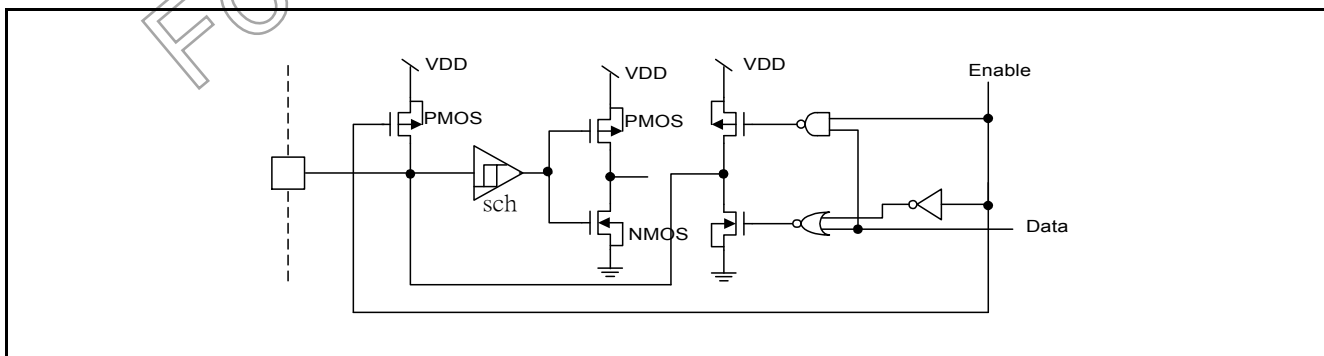 VDD
VDD
VDD
Enable
PMOS
PMOS
sch
NMOS
Data